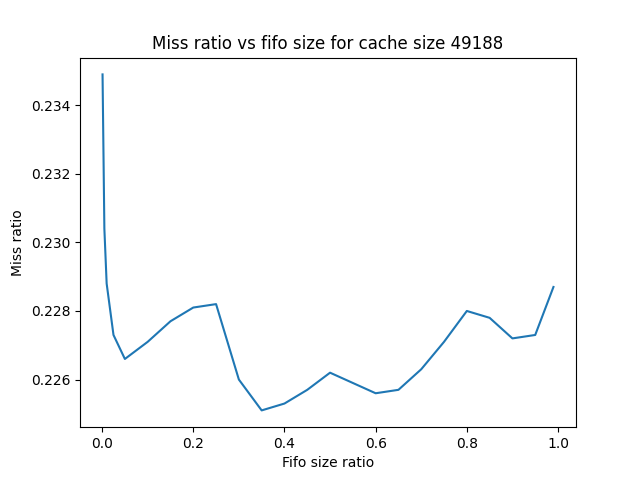 Miss ratio vs fifo size for cache size 49188
0.234
0.232
0.230
0.228
0.226
Miss ratio
0.0 0.2 0.4 0.6 0.8 1.0
Fifo size ratio